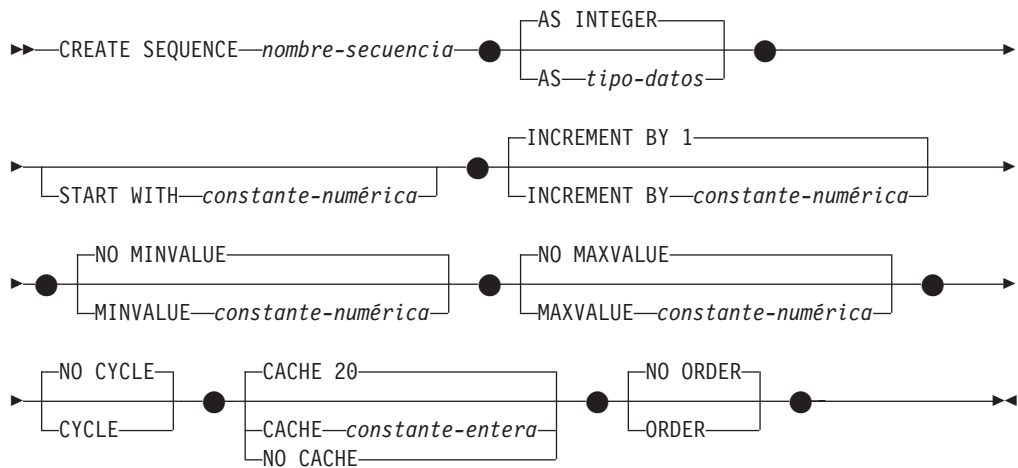 AS INTEGER
CREATE SEQUENCE nombre-secuencia
AS tipo-datos
INCREMENT BY 1
START WITH constante-numérica
INCREMENT BY constante-numérica
NO MINVALUE
NO MAXVALUE
MINVALUE constante-numérica
MAXVALUE constante-numérica
NO CYCLE
CACHE 20
NO ORDER
CYCLE
CACHE constante-entera
ORDER
NO CACHE